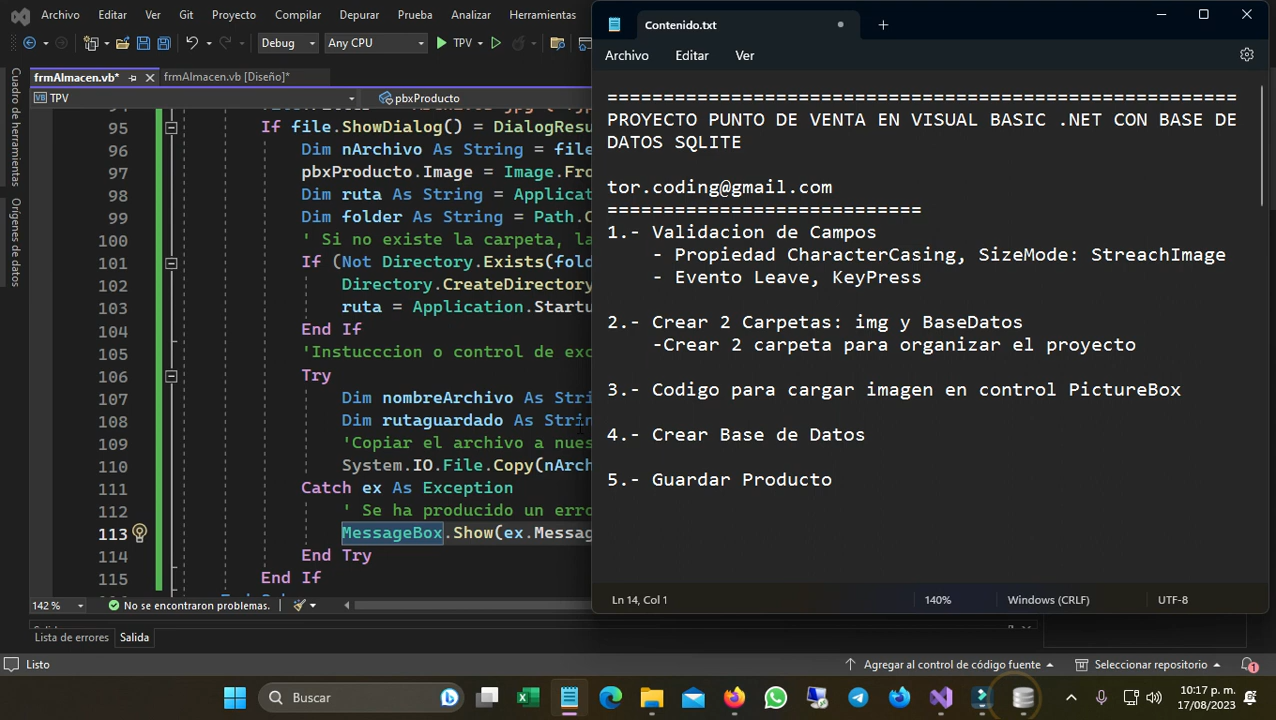 Archivo Editar Ver Git Proyecto Compilar Depurar Prueba Analizar Herramientas
Debug Any CPU TPV
frmAlmacen.vb* frmAlmacen.vb [Diseño]*
TPV pbxProducto
Cuadro de herramientas
Orígenes de datos
95 If file.ShowDialog() = DialogResu
96 Dim nArchivo As String = file
97 pbxProducto.Image = Image.Fro
98 Dim ruta As String = Applicat
99 Dim folder As String = Path.C
100 ' Si no existe la carpeta, la
101 If (Not Directory.Exists(fold
102 Directory.CreateDirectory
103 ruta = Application.Startu
104 End If
105 'Instucccion o control de exc
106 Try
107 Dim nombreArchivo As Stri
108 Dim rutaguardado As Strin
109 'Copiar el archivo a nues
110 System.IO.File.Copy(nArch
111 Catch ex As Exception
112 ' Se ha producido un erro
113 MessageBox.Show(ex.Messag
114 End Try
115 End If
142 % No se encontraron problemas.
Lista de errores Salida
Listo
Agregar al control de código fuente Seleccionar repositorio 1
Contenido.txt
Archivo Editar Ver
========================================================
PROYECTO PUNTO DE VENTA EN VISUAL BASIC .NET CON BASE DE
DATOS SQLITE
tor.coding@gmail.com
============================
1.- Validacion de Campos
- Propiedad CharacterCasing, SizeMode: StreachImage
- Evento Leave, KeyPress
2.- Crear 2 Carpetas: img y BaseDatos
-Crear 2 carpeta para organizar el proyecto
3.- Codigo para cargar imagen en control PictureBox
4.- Crear Base de Datos
5.- Guardar Producto
Ln 14, Col 1 140% Windows (CRLF) UTF-8
Buscar
10:17 p. m.
17/08/2023